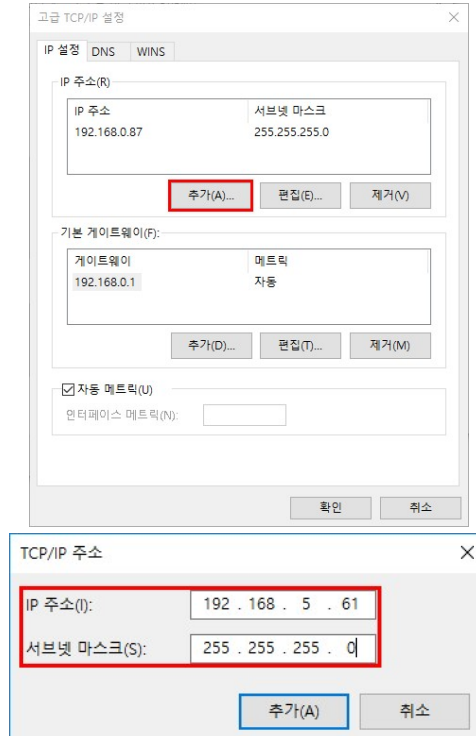 고급 TCP/IP 설정
IP 설정 DNS WINS
IP 주소(R)
IP 주소 서브넷 마스크
192.168.0.87 255.255.255.0
추가(A)... 편집(E)... 제거(V)
기본 게이트웨이(F):
게이트웨이 메트릭
192.168.0.1 자동
추가(D)... 편집(T)... 제거(M)
자동 메트릭(U)
인터페이스 메트릭(N):
확인 취소
TCP/IP 주소
IP 주소(I): 192 . 168 . 5 . 61
서브넷 마스크(S): 255 . 255 . 255 . 0
추가(A) 취소